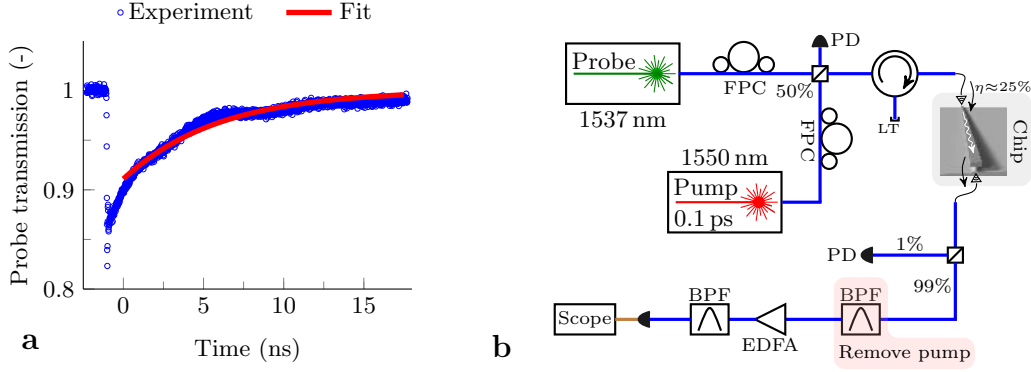 Experiment Fit
Probe transmission (-)
1
0.9
0.8
0 5 10 15
Time (ns)
a
Probe
1537 nm
FPC
PD
50%
FPC
1550 nm
Pump
0.1 ps
LT
η≈25%
Chip
PD
1%
99%
BPF
Remove pump
EDFA
BPF
Scope
b